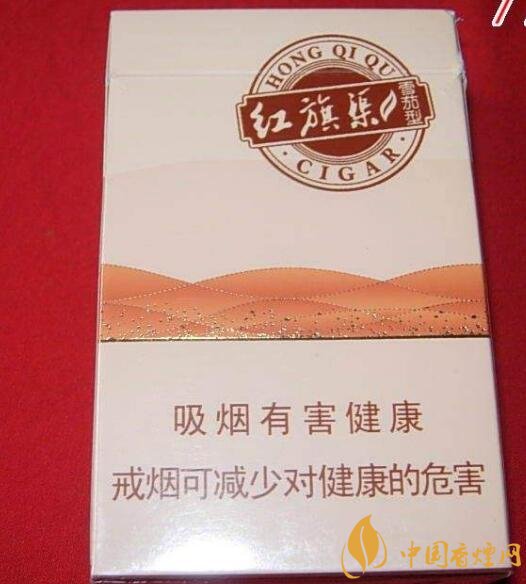 HONG QI QU
红旗渠
雪茄型
·CIGAR·
吸烟有害健康
戒烟可减少对健康的危害
中国香烟网